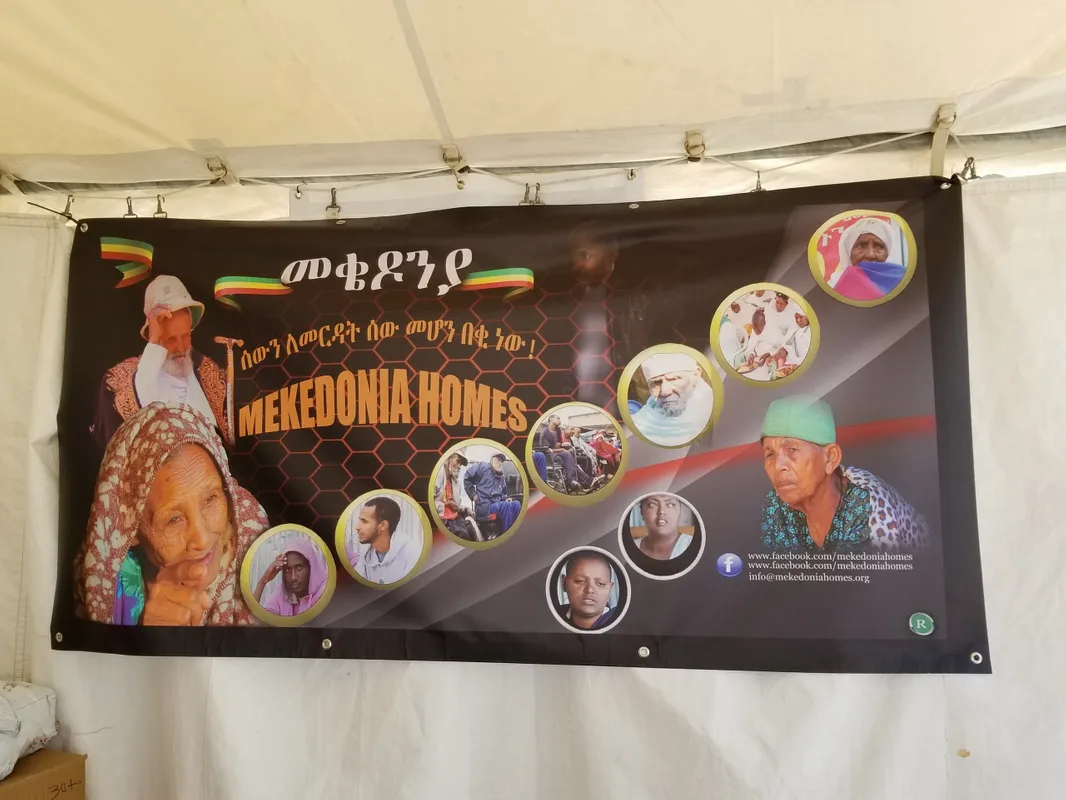 መቄዶንያ
ሰውን ለመርዳት ሰው መሆን በቂ ነው!
MEKEDONIA HOMES
www.facebook.com/mekedoniahomes
www.facebook.com/mekedoniahomes
info@mekedoniahomes.org
f
R
30+